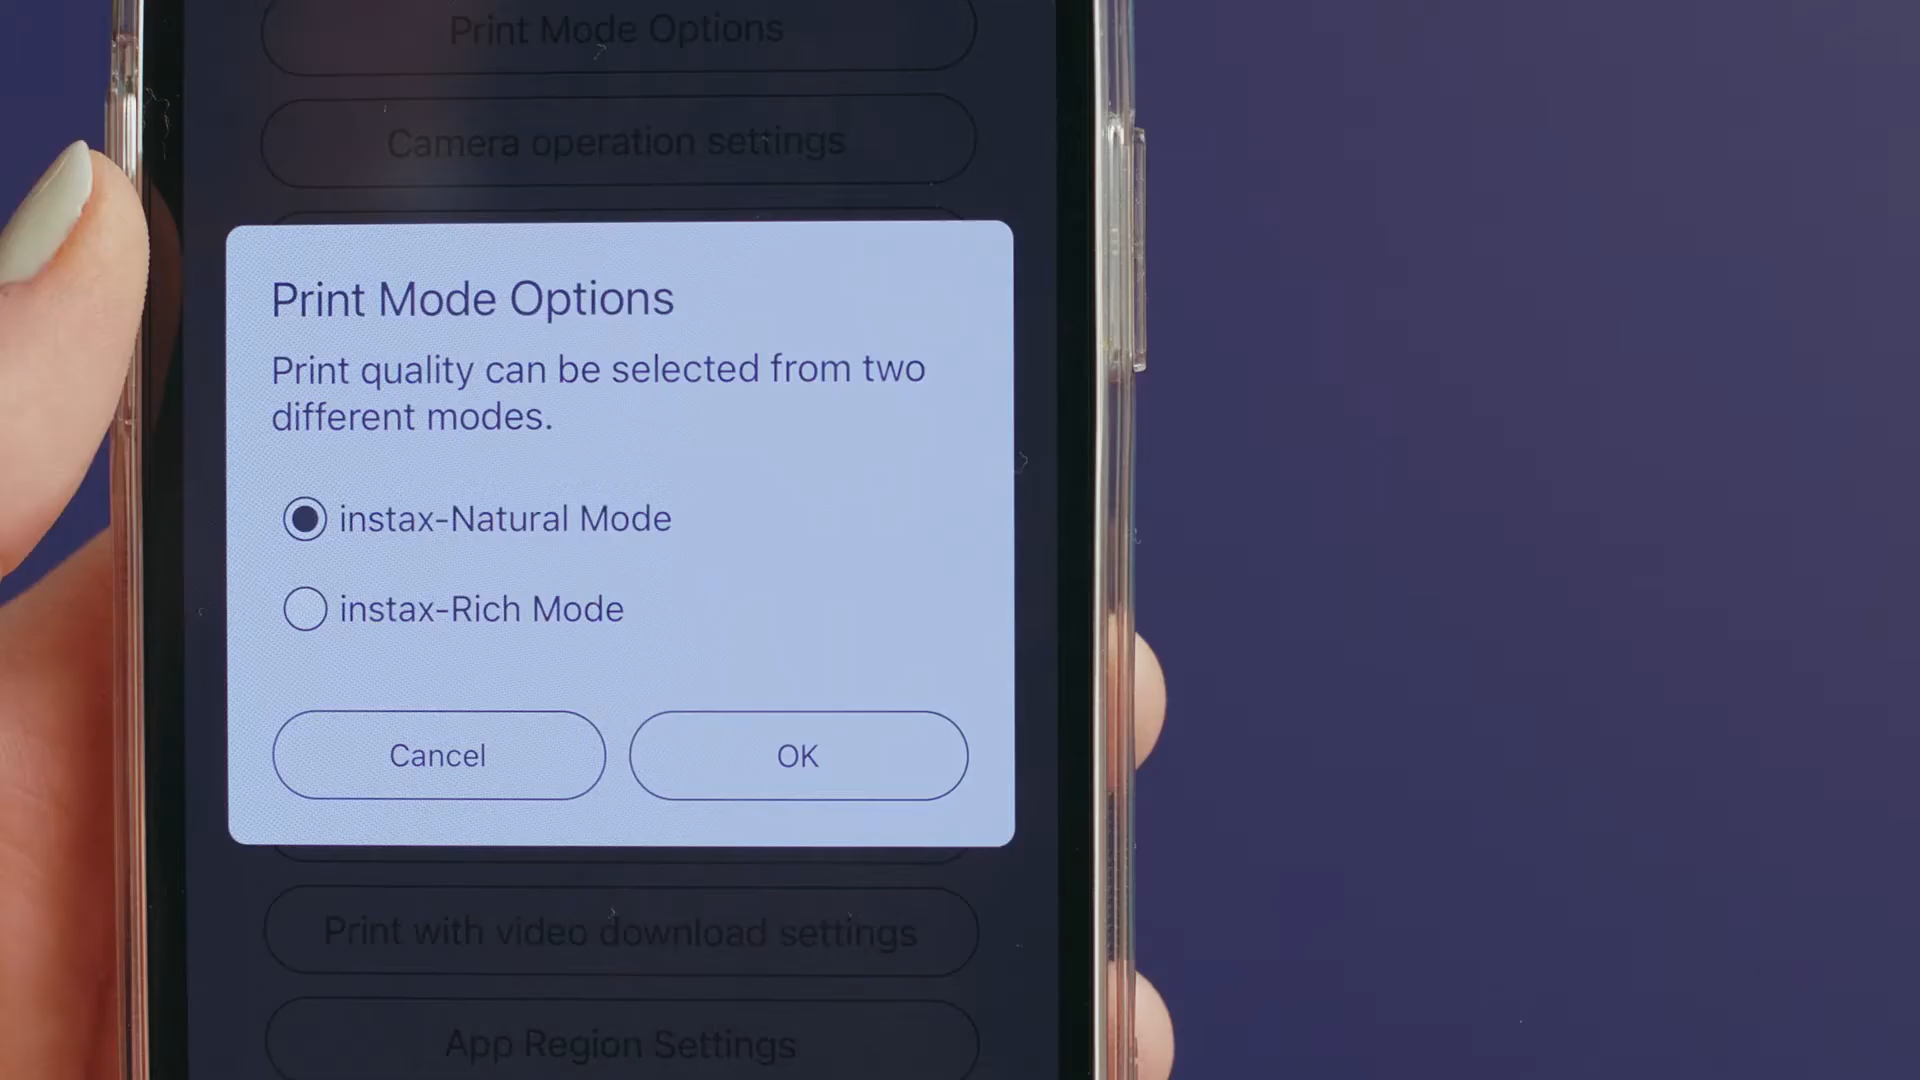 Print Mode Options
Camera operation settings
Print Mode Options
Print quality can be selected from two
different modes.
instax-Natural Mode
instax-Rich Mode
Cancel
OK
Print with video download settings
App Region Settings